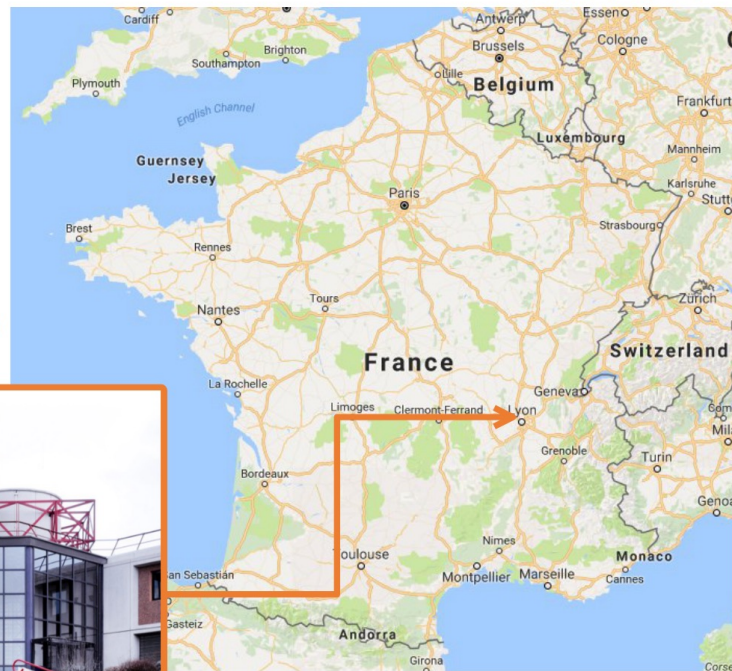 Cardiff
Antwerp
Essen
Brussels
Cologne
Brighton
Southampton
Lille
Plymouth
Belgium
English Channel
Frankfurt
Luxembourg
Guernsey
Jersey
Mannheim
Paris
Karlsruhe
Brest
Strasbourg
Rennes
Tours
Zürich
Nantes
France
Switzerland
La Rochelle
Geneva
Limoges
Clermont-Ferrand
Lyon
Grenoble
Turin
Bordeaux
Genoa
Nimes
oulouse
Monaco
an Sebastián
Montpellier
Marseille
Cannes
Gasteiz
Andorra
Girona